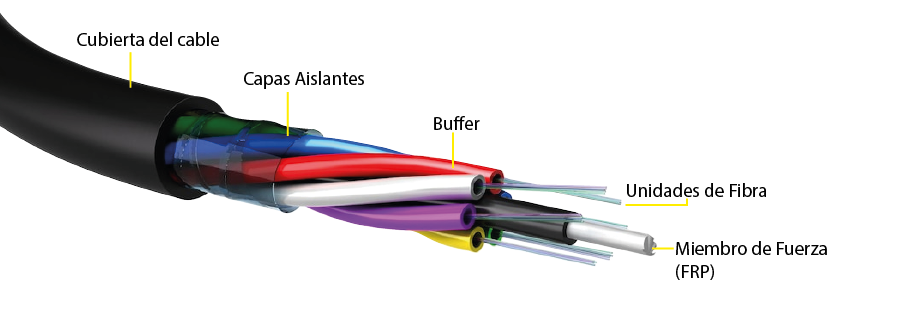 Cubierta del cable
Capas Aislantes
Buffer
Unidades de Fibra
Miembro de Fuerza
(FRP)